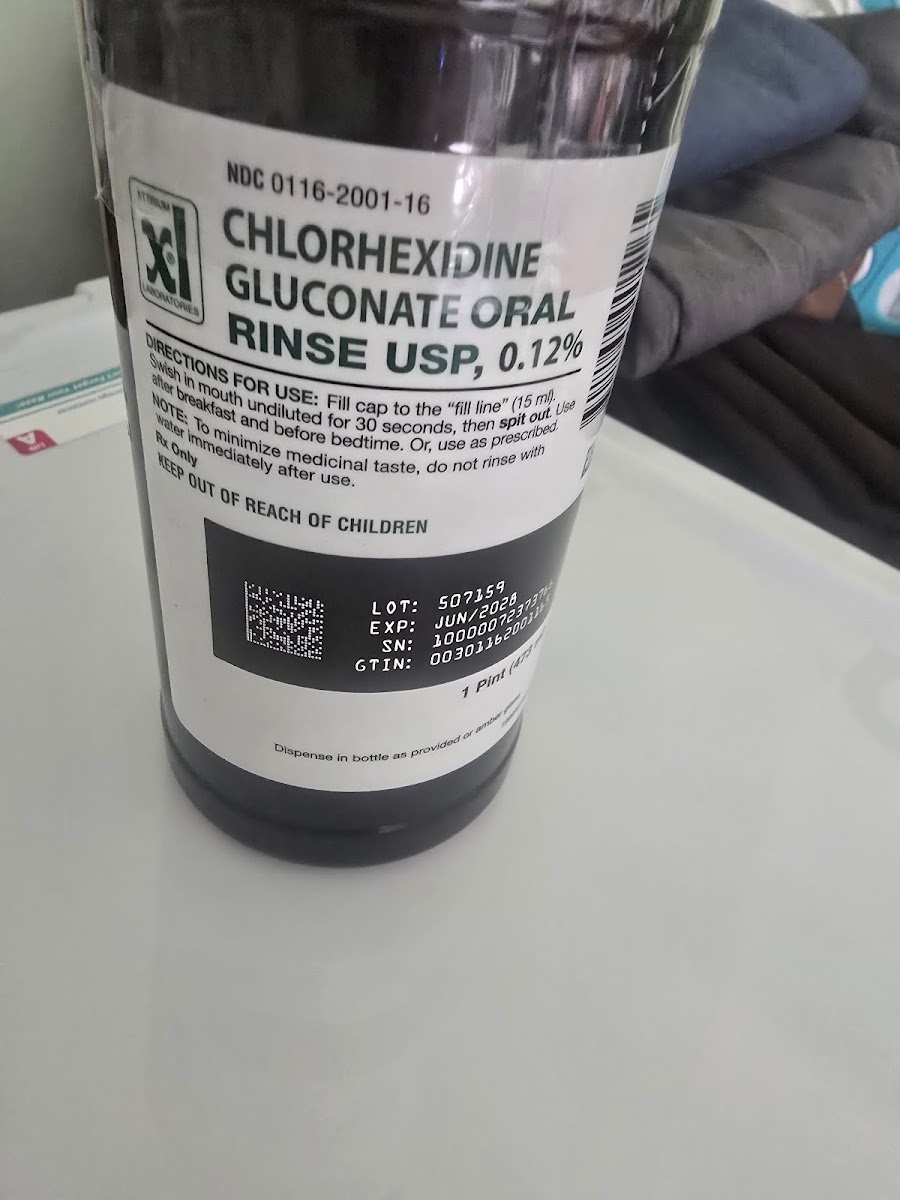 NDC 0116-2001-16
XTTRIUM
xl®
LABORATORIES
CHLORHEXIDINE
GLUCONATE ORAL
RINSE USP, 0.12%
DIRECTIONS FOR USE: Fill cap to the “fill line” (15 ml).
Swish in mouth undiluted for 30 seconds, then spit out. Use
after breakfast and before bedtime. Or, use as prescribed.
NOTE: To minimize medicinal taste, do not rinse with
water immediately after use.
Rx Only
KEEP OUT OF REACH OF CHILDREN
LOT: 507159
EXP: JUN/2028
SN:
GTIN:
1 Pint
Dispense in bottle as provided or amber